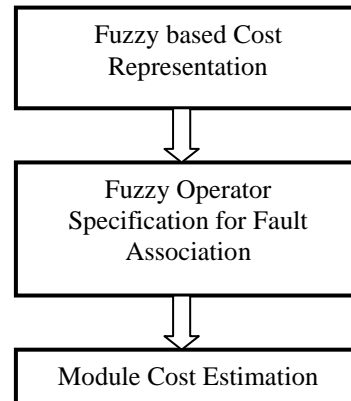 Fuzzy based Cost
Representation
Fuzzy Operator
Specification for Fault
Association
Module Cost Estimation